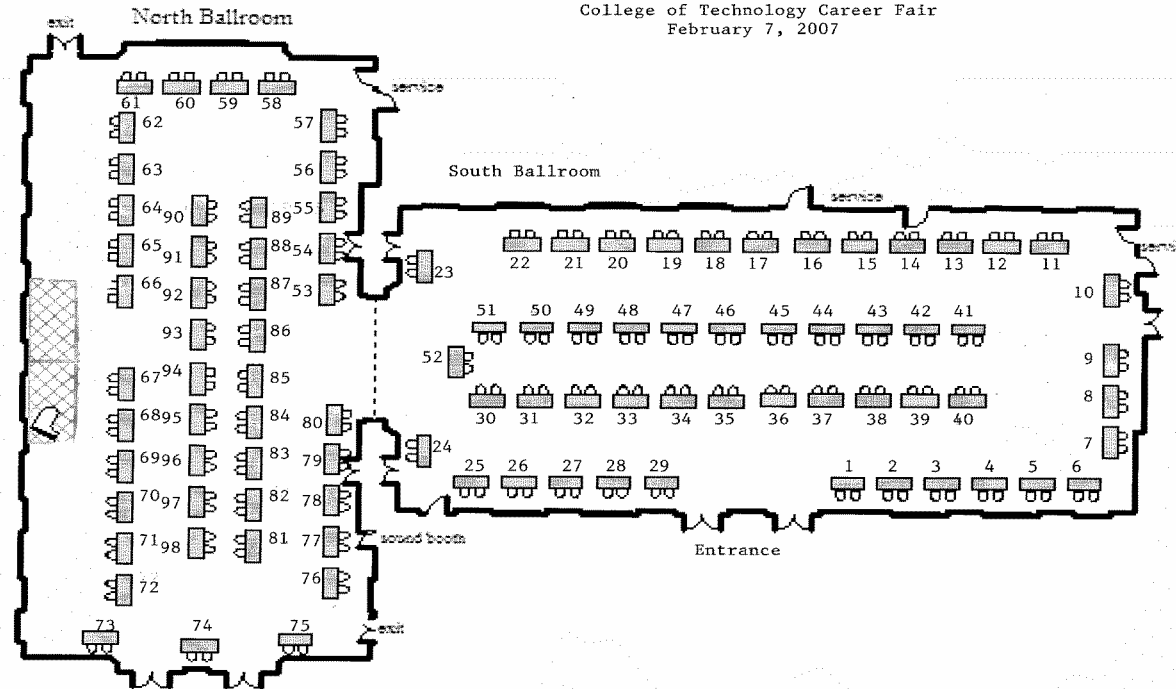 College of Technology Career Fair
February 7, 2007
North Ballroom
exit
service
61 60 59 58
62 57
63 56
64 90 89 55
65 91 88 54
66 92 87 53
93 86
67 94 85
68 95 84 80
69 96 83 79
70 97 82 78
71 98 81 77
72 76
73 74 75
sound booth
exit
South Ballroom
service
servi
23
22 21 20 19 18 17 16 15 14 13 12 11
10
51 50 49 48 47 46 45 44 43 42 41
52
9
8
30 31 32 33 34 35 36 37 38 39 40
7
24
25 26 27 28 29
1 2 3 4 5 6
Entrance